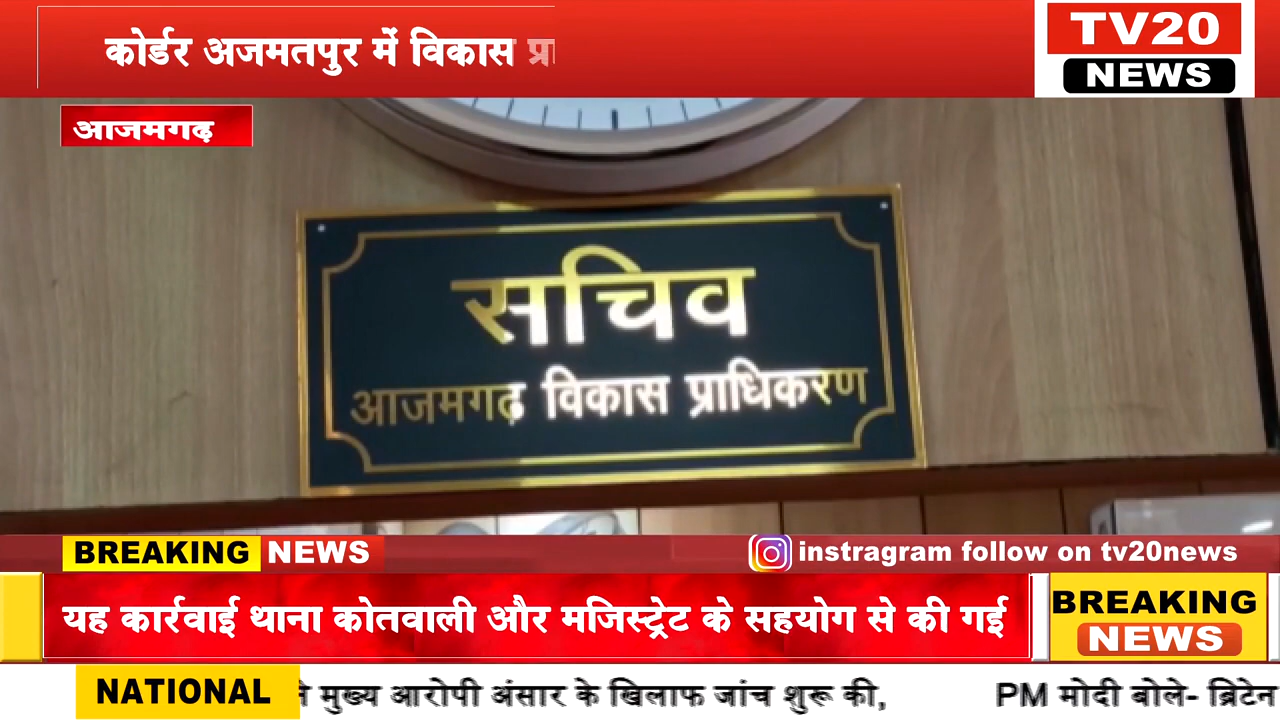 कोर्डर अजमतपुर में विकास
TV20
NEWS
आजमगढ़
सचिव
आजमगढ़ विकास प्राधिकरण
BREAKING NEWS
instragram follow on tv20news
यह कार्रवाई थाना कोतवाली और मजिस्ट्रेट के सहयोग से की गई
BREAKING
NEWS
NATIONAL
मुख्य आरोपी अंसार के खिलाफ जांच शुरू की, PM मोदी बोले- ब्रिटेन